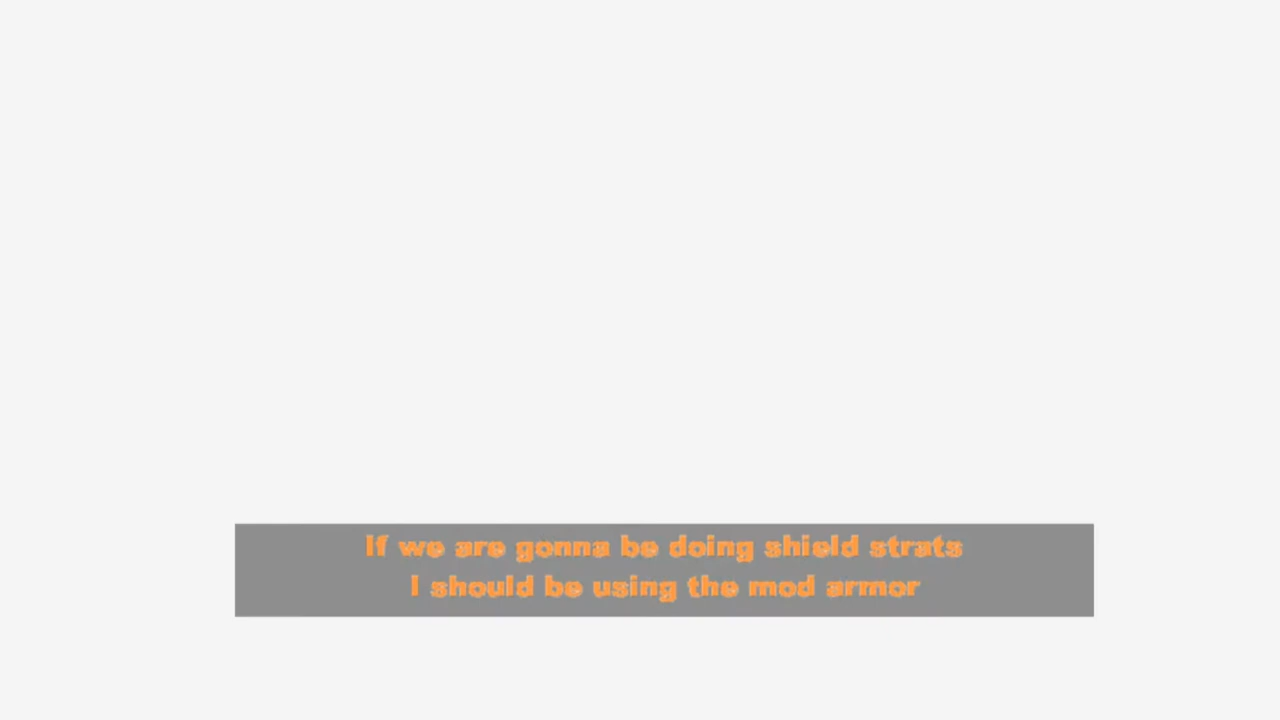 If we are gonna be doing shield strats
I should be using the mod armor